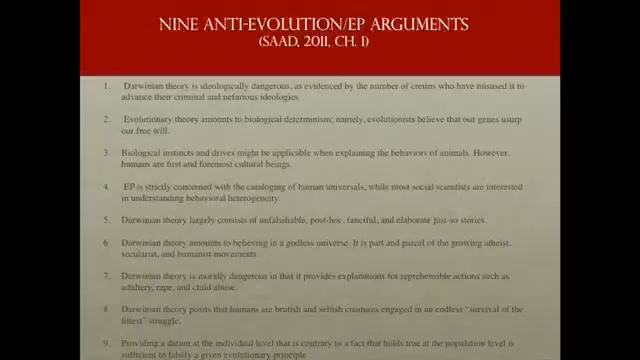 NINE ANTI-EVOLUTION/EP ARGUMENTS
(SAAD, 2011, CH. 1)
1. Darwinian theory is ideologically dangerous, as evidenced by the number of cretins who have misused it to
advance their criminal and nefarious ideologies.
2. Evolutionary theory amounts to biological determinism; namely, evolutionists believe that our genes usurp
our free will.
3. Biological instincts and drives might be applicable when explaining the behaviors of animals. However,
humans are first and foremost cultural beings.
4. EP is strictly concerned with the cataloging of human universals, while most social scientists are interested
in understanding behavioral heterogeneity.
5. Darwinian theory largely consists of unfalsifiable, post-hoc, fanciful, and elaborate just-so stories.
6. Darwinian theory amounts to believing in a godless universe. It is part and parcel of the growing atheist,
secularist, and humanist movements.
7. Darwinian theory is morally dangerous in that it provides explanations for reprehensible actions such as
adultery, rape, and child abuse.
8. Darwinian theory posits that humans are brutish and selfish creatures engaged in an endless "survival of the
fittest" struggle.
9. Providing a datum at the individual level that is contrary to a fact that holds true at the population level is
sufficient to falsify a given evolutionary principle